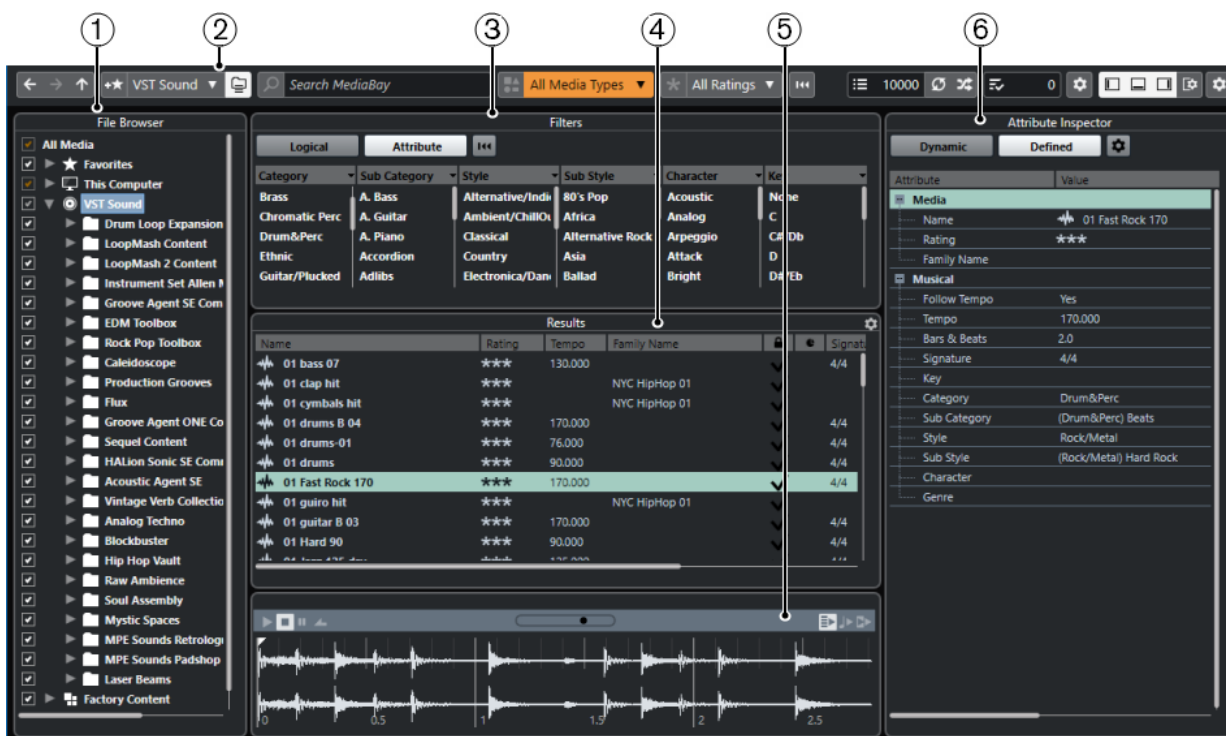 1 2 3 4 5 6
VST Sound
Search MediaBay
All Media Types
All Ratings
10000
0
File Browser
All Media
Favorites
This Computer
VST Sound
Drum Loop Expansion
LoopMash Content
LoopMash 2 Content
Instrument Set Allen
Groove Agent SE Com
EDM Toolbox
Rock Pop Toolbox
Caleidoscope
Production Grooves
Flux
Groove Agent ONE Co
Sequel Content
HALion Sonic SE Com
Acoustic Agent SE
Vintage Verb Collectio
Analog Techno
Blockbuster
Hip Hop Vault
Raw Ambience
Soul Assembly
Mystic Spaces
MPE Sounds Retrolog
MPE Sounds Padshop
Laser Beams
Factory Content
Filters
Logical Attribute
Category Sub Category Style Sub Style Character Ke
Brass A. Bass Alternative/Indi 80's Pop Acoustic None
Chromatic Perc A. Guitar Ambient/ChillOu Africa Analog C
Drum&Perc A. Piano Classical Alternative Rock Arpeggio C#/Db
Ethnic Accordion Country Asia Attack D
Guitar/Plucked Adlibs Electronica/Dan Ballad Bright D#/Eb
Results
Name Rating Tempo Family Name Signatu
01 bass 07 *** 130.000 4/4
01 clap hit *** NYC HipHop 01
01 cymbals hit *** NYC HipHop 01
01 drums B 04 *** 170.000 4/4
01 drums-01 *** 76.000 4/4
01 drums *** 90.000 4/4
01 Fast Rock 170 *** 170.000 4/4
01 guiro hit *** NYC HipHop 01
01 guitar B 03 *** 170.000 4/4
01 Hard 90 *** 90.000 4/4
0 0.5 1 1.5 2 2.5
Attribute Inspector
Dynamic Defined
Attribute Value
Media
Name 01 Fast Rock 170
Rating ***
Family Name
Musical
Follow Tempo Yes
Tempo 170.000
Bars & Beats 2.0
Signature 4/4
Key
Category Drum&Perc
Sub Category (Drum&Perc) Beats
Style Rock/Metal
Sub Style (Rock/Metal) Hard Rock
Character
Genre